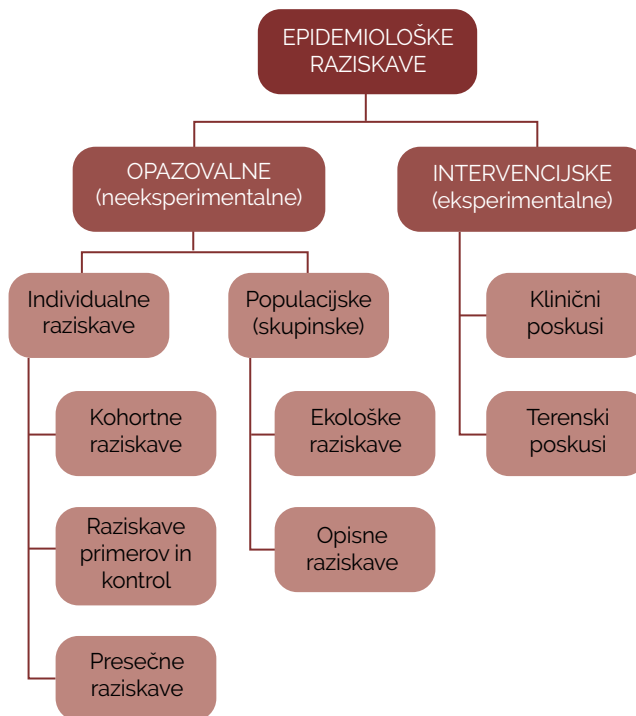 EPIDEMIOLOŠKE
RAZISKAVE
OPAZOVALNE
(neeksperimentalne)
INTERVENCIJSKE
(eksperimentalne)
Individualne
raziskave
Populacijske
(skupinske)
Klinični
poskusi
Kohortne
raziskave
Ekološke
raziskave
Terenski
poskusi
Raziskave
primerov in
kontrol
Opisne
raziskave
Presečne
raziskave